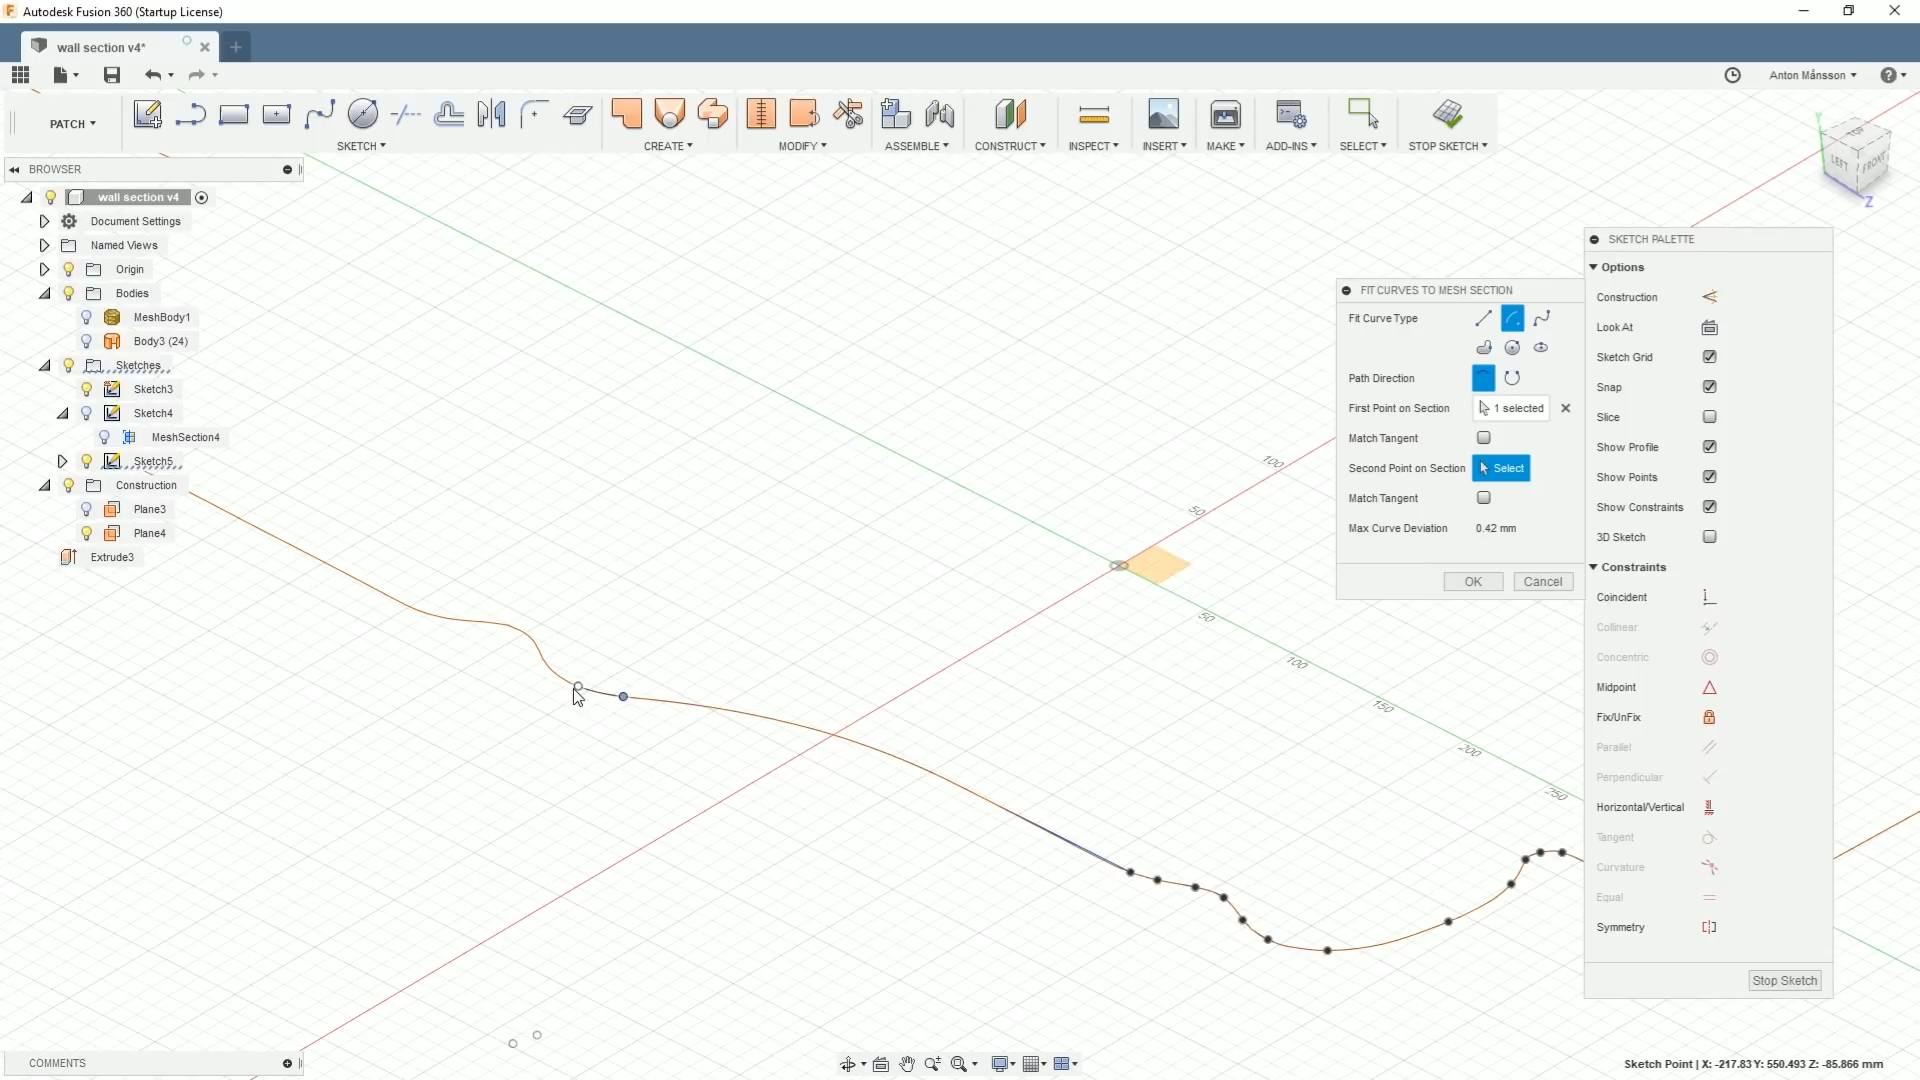 Autodesk Fusion 360 (Startup License)
wall section v4*
Anton Månsson
PATCH
SKETCH
CREATE
MODIFY
ASSEMBLE
CONSTRUCT
INSPECT
INSERT
MAKE
ADD-INS
SELECT
STOP SKETCH
BROWSER
wall section v4
Document Settings
Named Views
Origin
Bodies
MeshBody1
Body3 (24)
Sketches
Sketch3
Sketch4
MeshSection4
Sketch5
Construction
Plane3
Plane4
Extrude3
LEFT
FRONT
Y
Z
100
50
50
100
150
200
250
FIT CURVES TO MESH SECTION
Fit Curve Type
Path Direction
First Point on Section
1 selected
Match Tangent
Second Point on Section
Select
Match Tangent
Max Curve Deviation
0.42 mm
OK
Cancel
SKETCH PALETTE
Options
Construction
Look At
Sketch Grid
Snap
Slice
Show Profile
Show Points
Show Constraints
3D Sketch
Constraints
Coincident
Collinear
Concentric
Midpoint
Fix/UnFix
Parallel
Perpendicular
Horizontal/Vertical
Tangent
Curvature
Equal
Symmetry
Stop Sketch
COMMENTS
Sketch Point | X: -217.83 Y: 550.493 Z: -85.866 mm